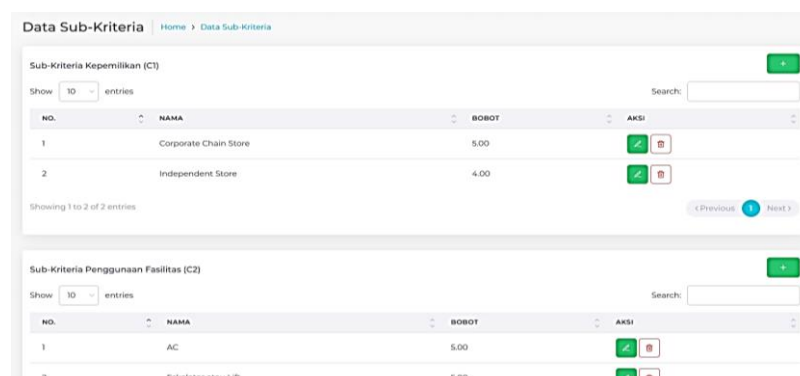 Data Sub-Kriteria Home > Data Sub-Kriteria
Sub-Kriteria Kepemilikan (C1)
+
Show 10 entries Search:
NO. NAMA BOBOT AKSI
1 Corporate Chain Store 5.00
2 Independent Store 4.00
Showing 1 to 2 of 2 entries
< Previous 1 Next >
Sub-Kriteria Penggunaan Fasilitas (C2)
+
Show 10 entries Search:
NO. NAMA BOBOT AKSI
1 AC 5.00